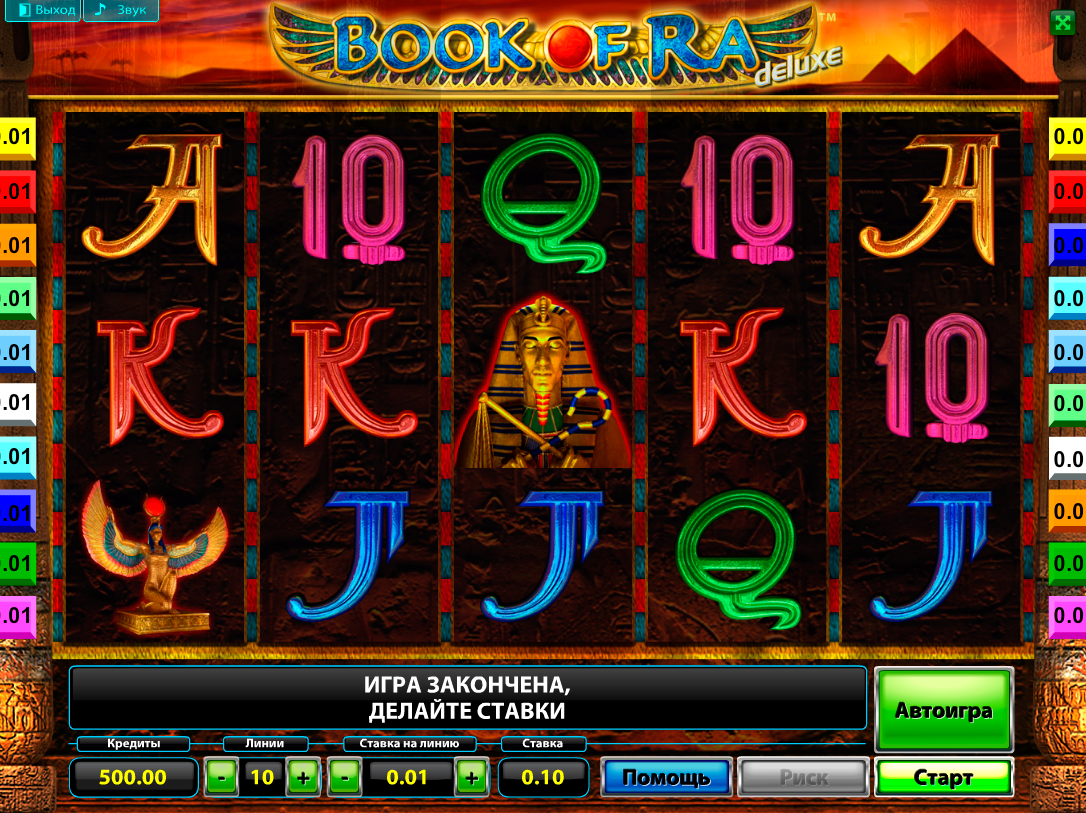 Выход
Звук
BOOK OF RA™
deluxe
A 10 Q 10 A
K K K 10
J J Q J
.01
.01
.01
.01
.01
.01
.01
.01
.01
.01
0.0
0.0
0.0
0.0
0.0
0.0
0.0
0.0
0.0
0.0
ИГРА ЗАКОНЧЕНА,
ДЕЛАЙТЕ СТАВКИ
Автоигра
Кредиты Линии Ставка на линию Ставка
500.00 - 10 + - 0.01 + 0.10 Помощь Риск Старт